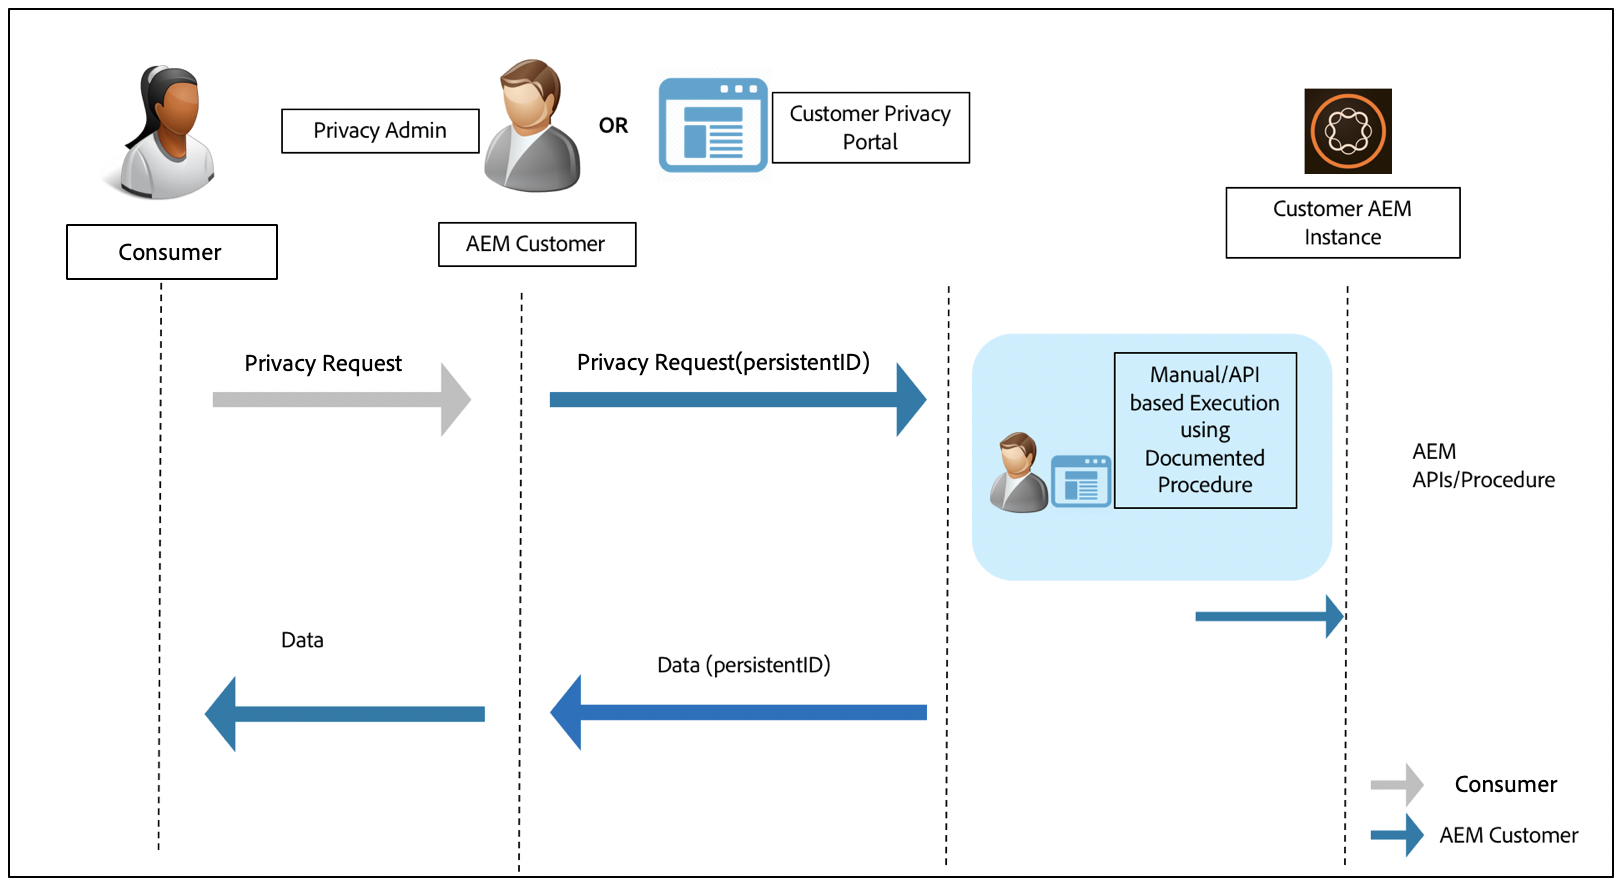 Privacy Admin
OR
Customer Privacy
Portal
Consumer
AEM Customer
Customer AEM
Instance
Privacy Request
Privacy Request(persistentID)
Manual/API
based Execution
using
Documented
Procedure
AEM
APIs/Procedure
Data
Data (persistentID)
Consumer
AEM Customer